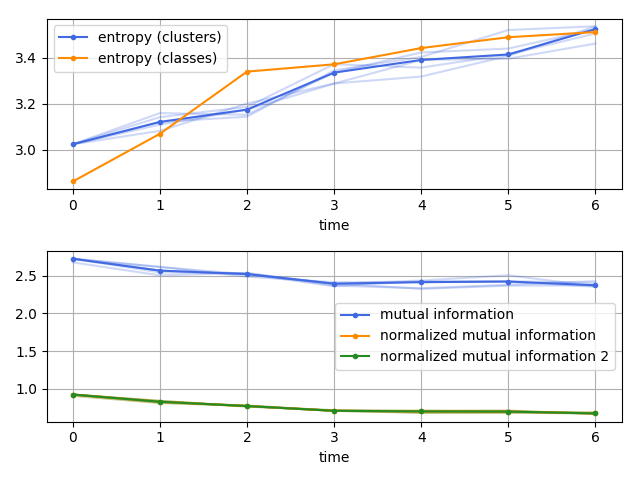 entropy (clusters)
entropy (classes)
3.4
3.2
3.0
0 1 2 3 4 5 6
time
2.5
2.0
1.5
1.0
mutual information
normalized mutual information
normalized mutual information 2
0 1 2 3 4 5 6
time